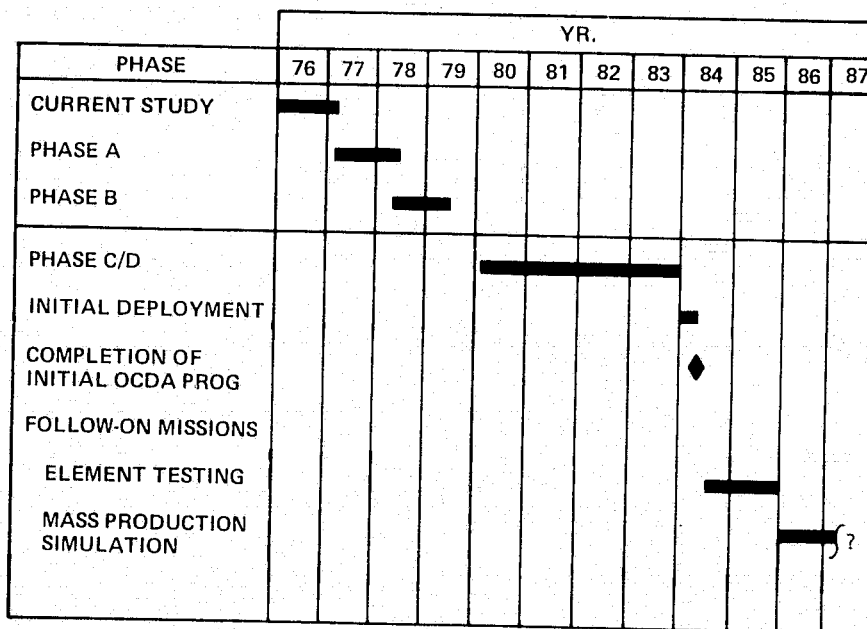 YR.
PHASE 76 77 78 79 80 81 82 83 84 85 86 87
CURRENT STUDY
PHASE A
PHASE B
PHASE C/D
INITIAL DEPLOYMENT
COMPLETION OF
INITIAL OCDA PROG
FOLLOW-ON MISSIONS
ELEMENT TESTING
MASS PRODUCTION
SIMULATION
?